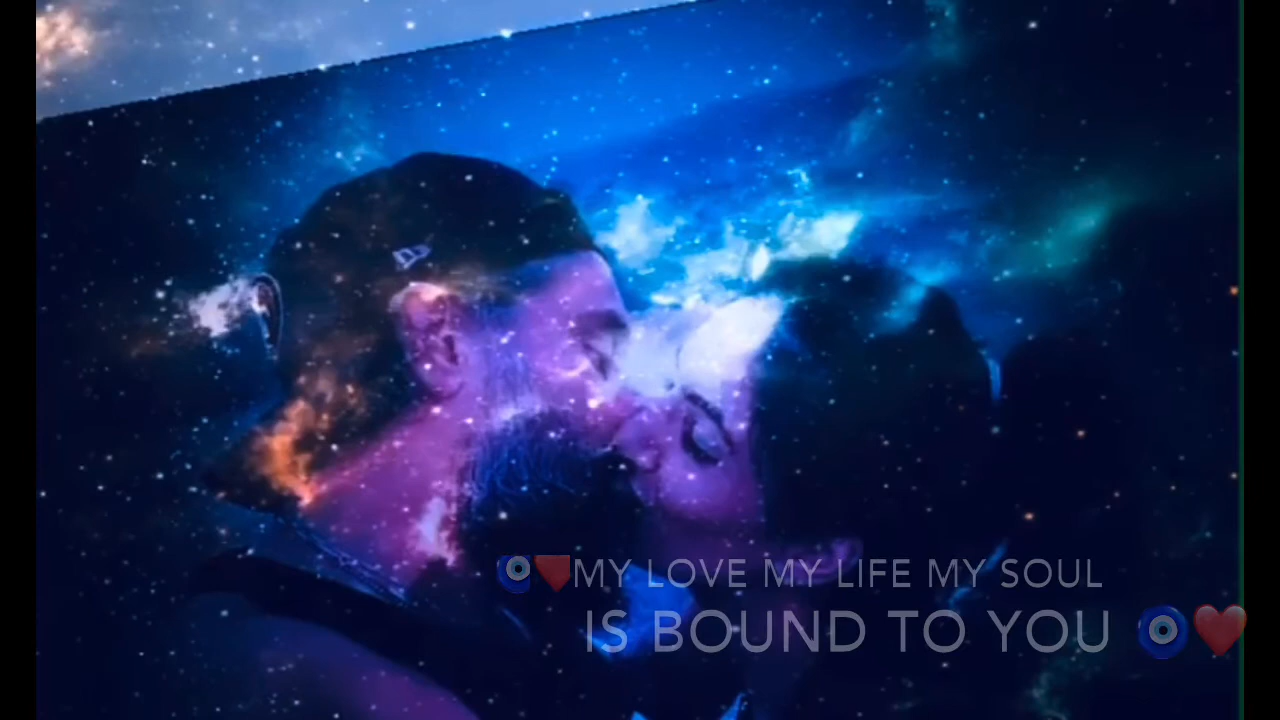 🧿❤️MY LOVE MY LIFE MY SOUL
IS BOUND TO YOU 🧿❤️